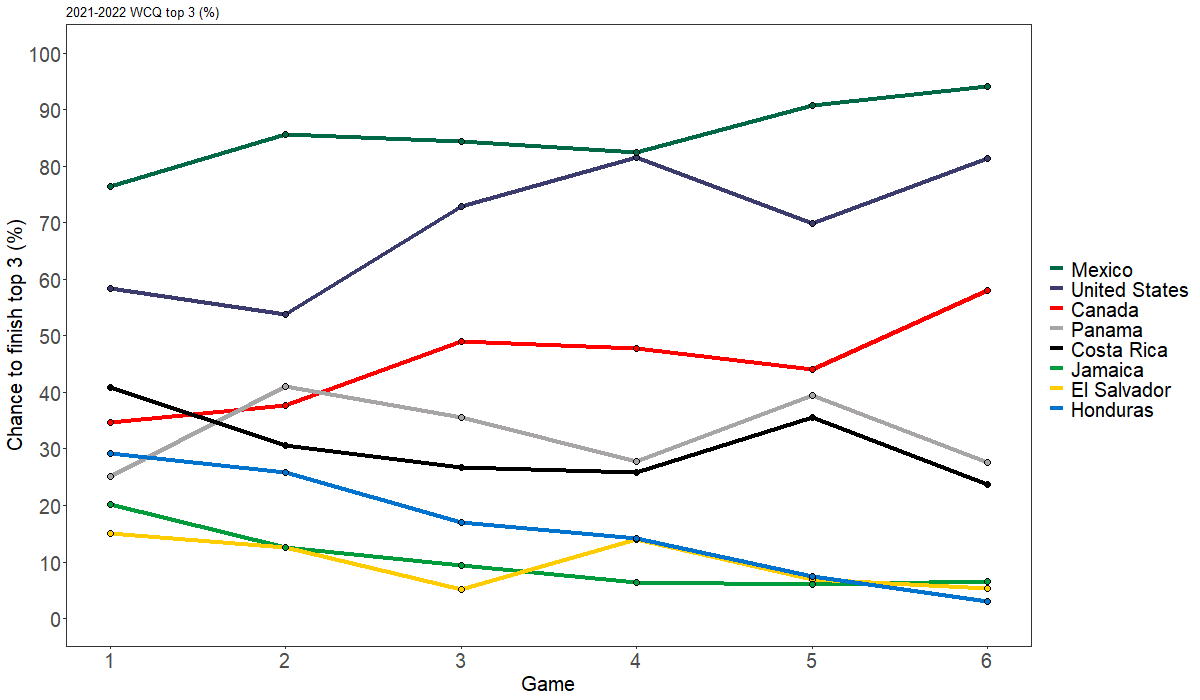 2021-2022 WCQ top 3 (%)
Chance to finish top 3 (%)
100
90
80
70
60
50
40
30
20
10
0
1 2 3 4 5 6
Game
Mexico
United States
Canada
Panama
Costa Rica
Jamaica
El Salvador
Honduras